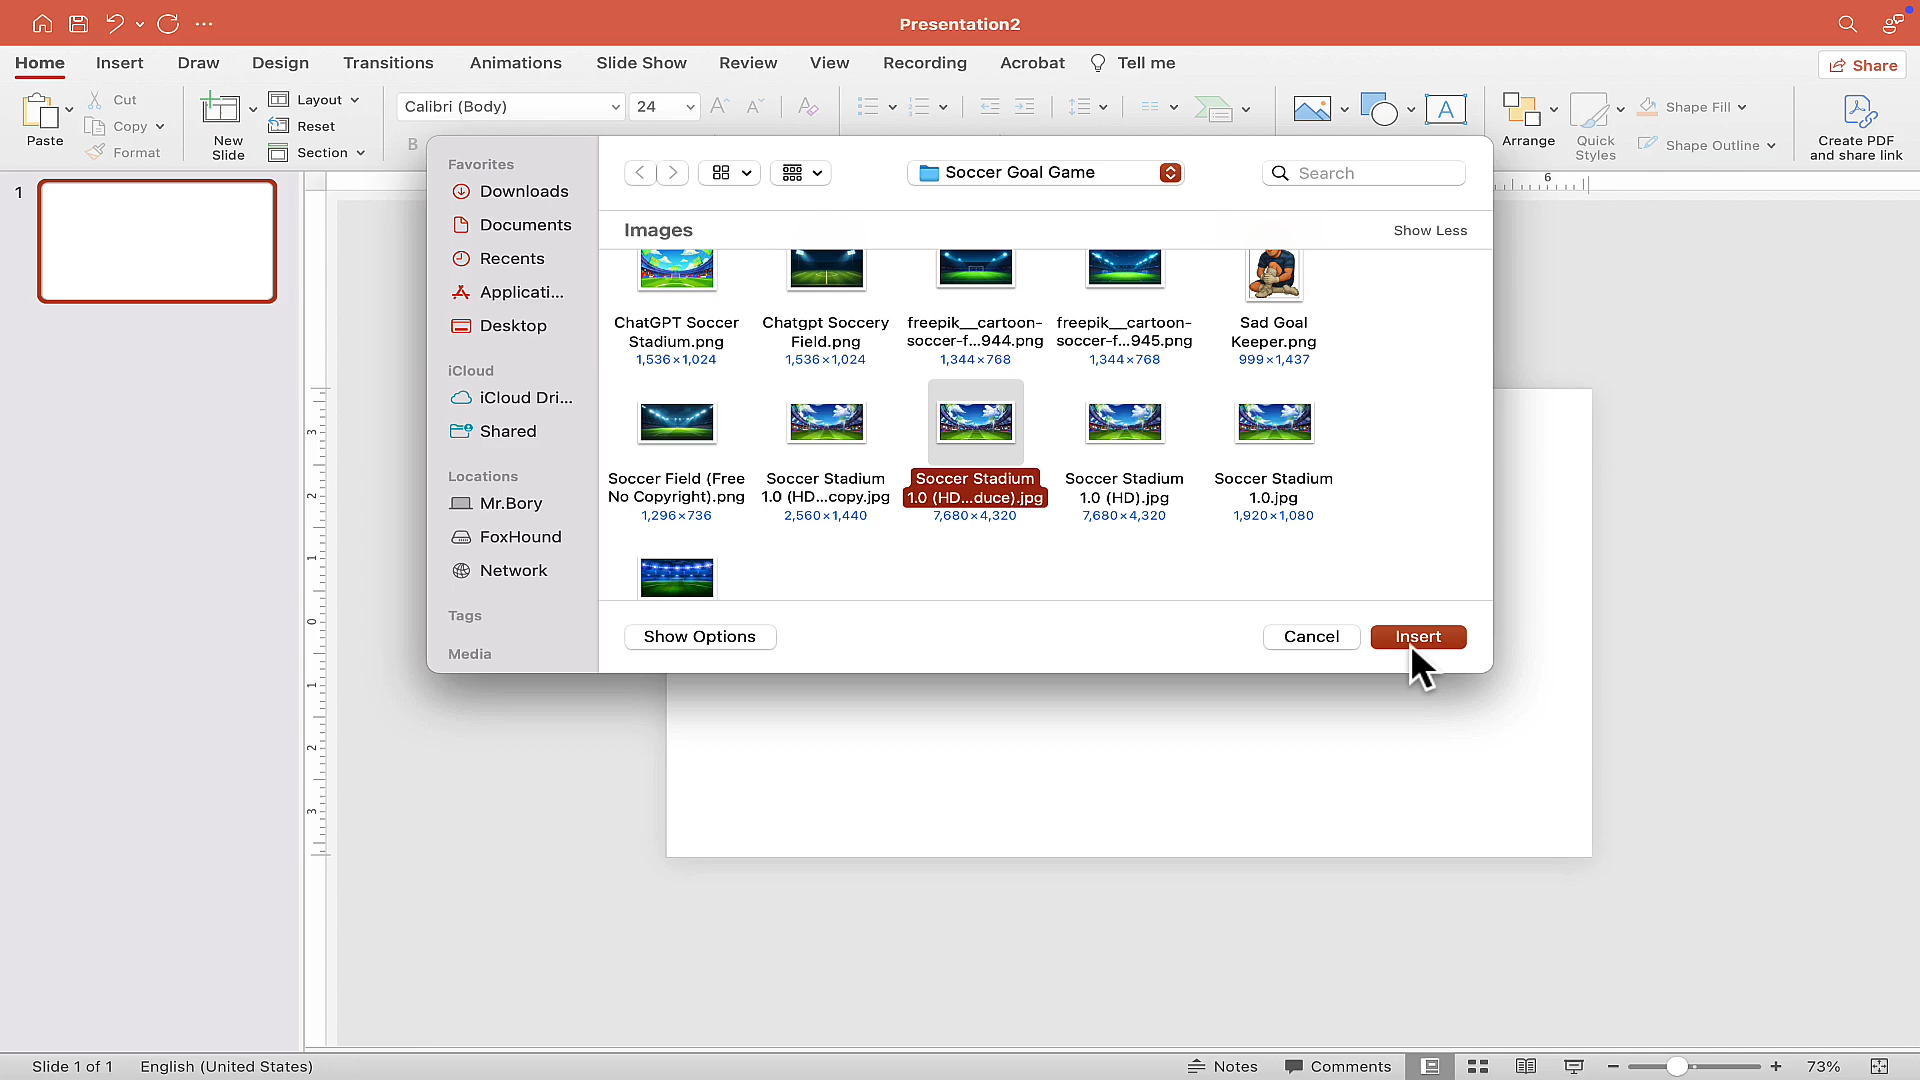 Presentation2
Home Insert Draw Design Transitions Animations Slide Show Review View Recording Acrobat Tell me
Share
Paste
Cut
Copy
Format
New
Slide
Layout
Reset
Section
Calibri (Body) 24
B
Arrange
Quick
Styles
Shape Fill
Shape Outline
Create PDF
and share link
1
6
Favorites
Downloads
Documents
Recents
Applicati...
Desktop
iCloud
iCloud Dri...
Shared
Locations
Mr.Bory
FoxHound
Network
Tags
Media
Soccer Goal Game
Search
Images
Show Less
ChatGPT Soccer
Stadium.png
1,536×1,024
Chatgpt Soccery
Field.png
1,536×1,024
freepik__cartoon-
soccer-f...944.png
1,344×768
freepik__cartoon-
soccer-f...945.png
1,344×768
Sad Goal
Keeper.png
999×1,437
Soccer Field (Free
No Copyright).png
1,296×736
Soccer Stadium
1.0 (HD...copy.jpg
2,560×1,440
Soccer Stadium
1.0 (HD...duce).jpg
7,680×4,320
Soccer Stadium
1.0 (HD).jpg
7,680×4,320
Soccer Stadium
1.0.jpg
1,920×1,080
Show Options
Cancel
Insert
3
2
1
0
1
2
3
Slide 1 of 1
English (United States)
Notes
Comments
73%